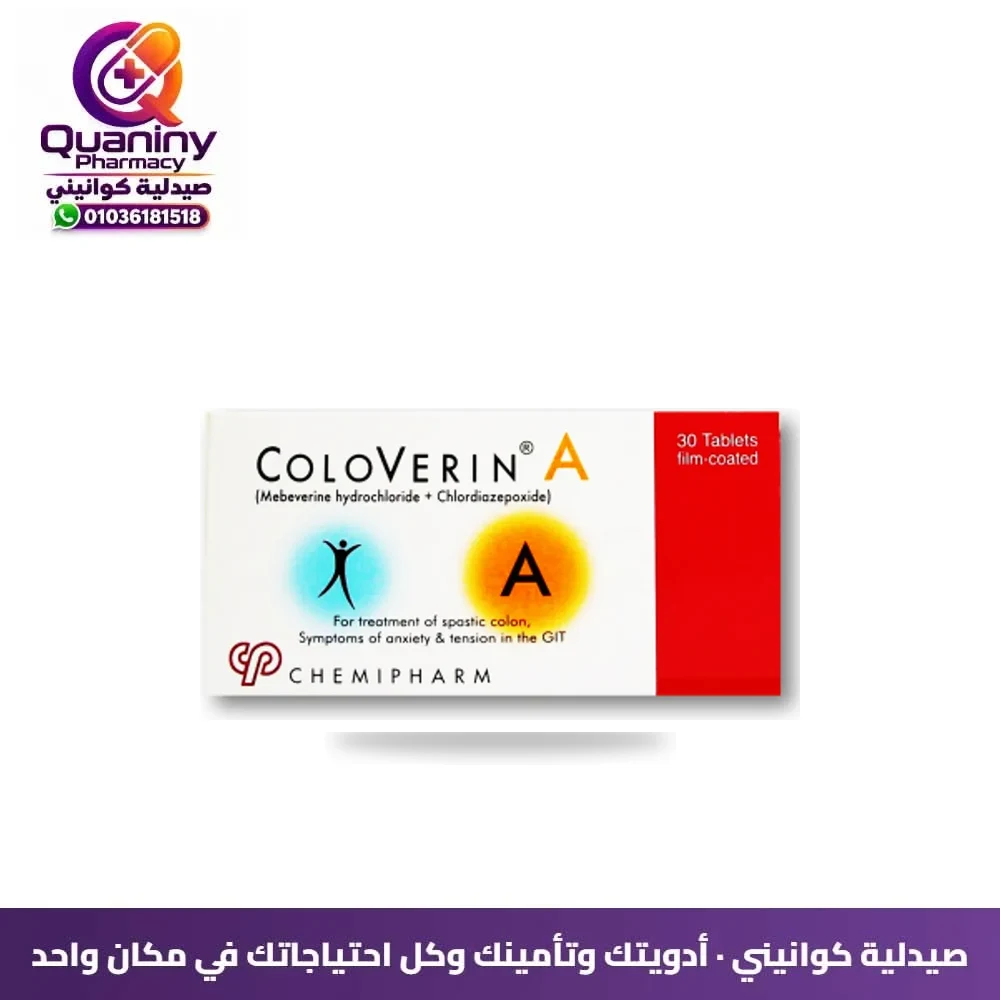 Quaniny
Pharmacy
صيدلية كوانيني
01036181518
COLOVERIN® A
(Mebeverine hydrochloride + Chlordiazepoxide)
30 Tablets
film-coated
A
For treatment of spastic colon,
Symptoms of anxiety & tension in the GIT
CHEMIPHARM
صيدلية كوانيني · أدويتك وتأمينك وكل احتياجاتك في مكان واحد